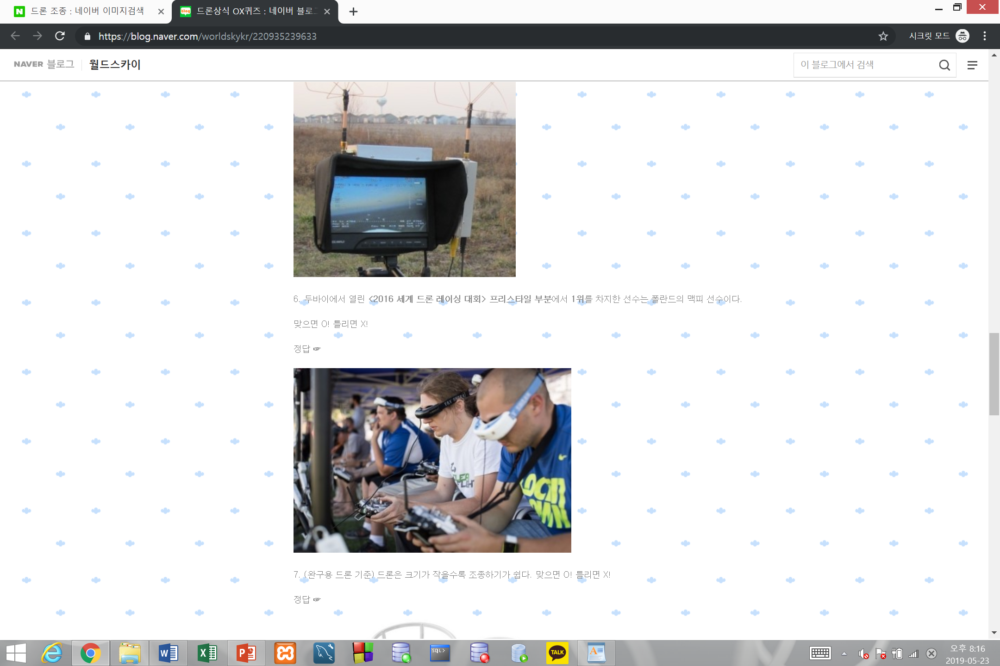 드론 조종 : 네이버 이미지검색
드론상식 OX퀴즈 : 네이버 블로그
https://blog.naver.com/worldskykr/220935239633
시크릿 모드
NAVER 블로그
월드스카이
이 블로그에서 검색
6. 두바이에서 열린 <2016 세계 드론 레이싱 대회> 프리스타일 부분에서 1위를 차지한 선수는 폴란드의 맥피 선수이다.
맞으면 O! 틀리면 X!
정답 ☞
7. (완구용 드론 기준) 드론은 크기가 작을수록 조종하기가 쉽다. 맞으면 O! 틀리면 X!
정답 ☞
SQL>
TALK
오후 8:16
2019-05-23